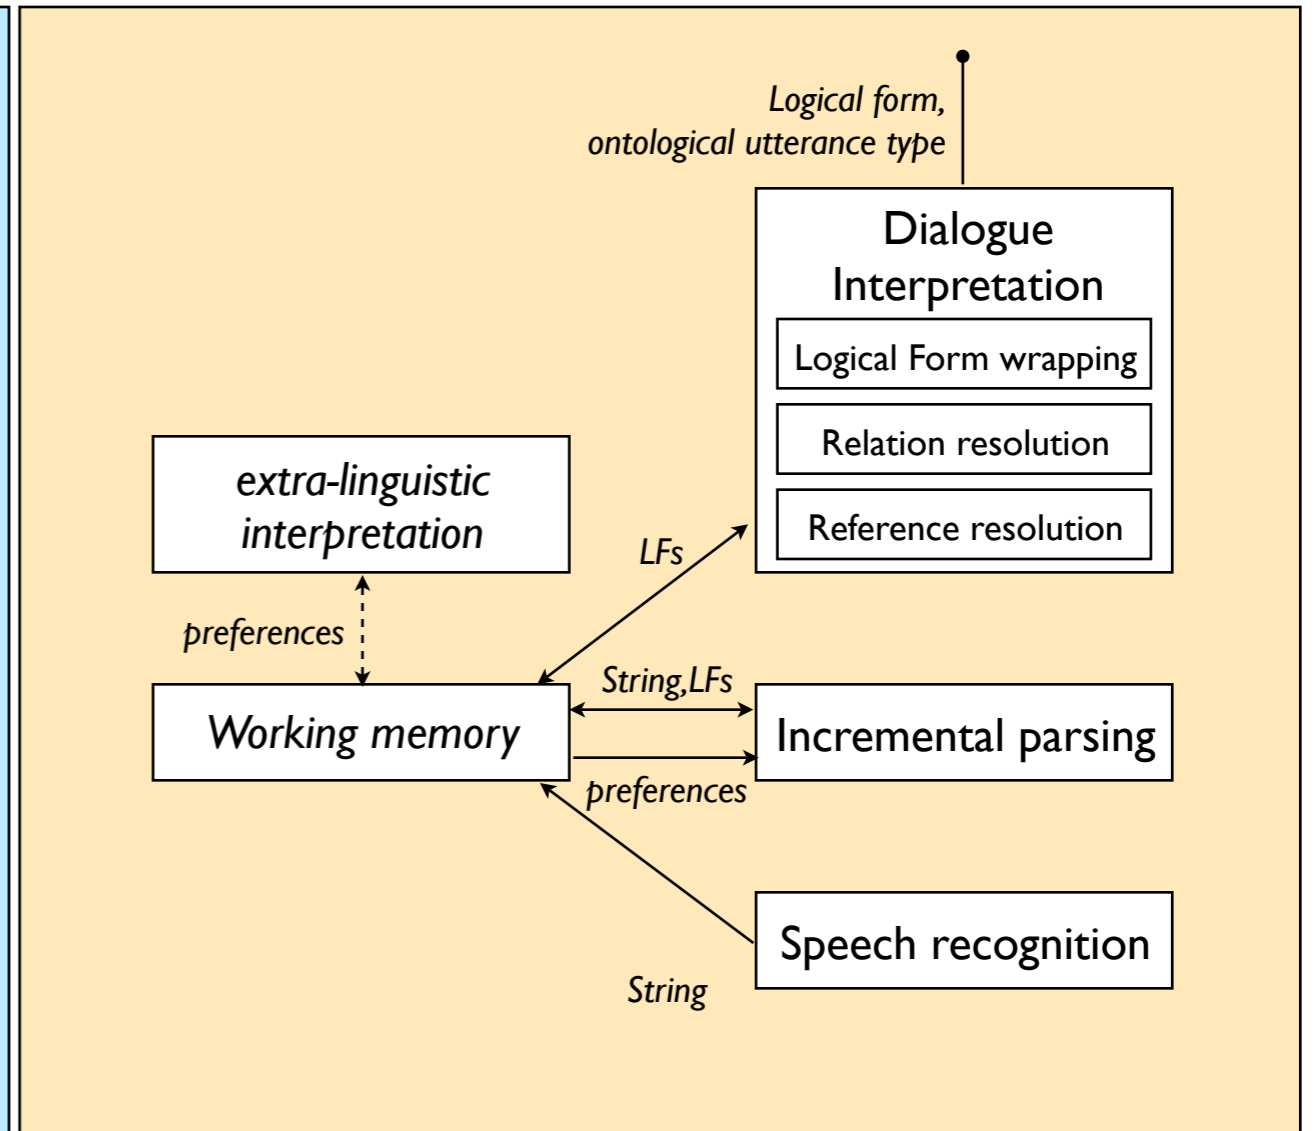 Logical form,
ontological utterance type
Dialogue
Interpretation
Logical Form wrapping
Relation resolution
Reference resolution
extra-linguistic
interpretation
LFs
preferences
String,LFs
Working memory
Incremental parsing
preferences
Speech recognition
String